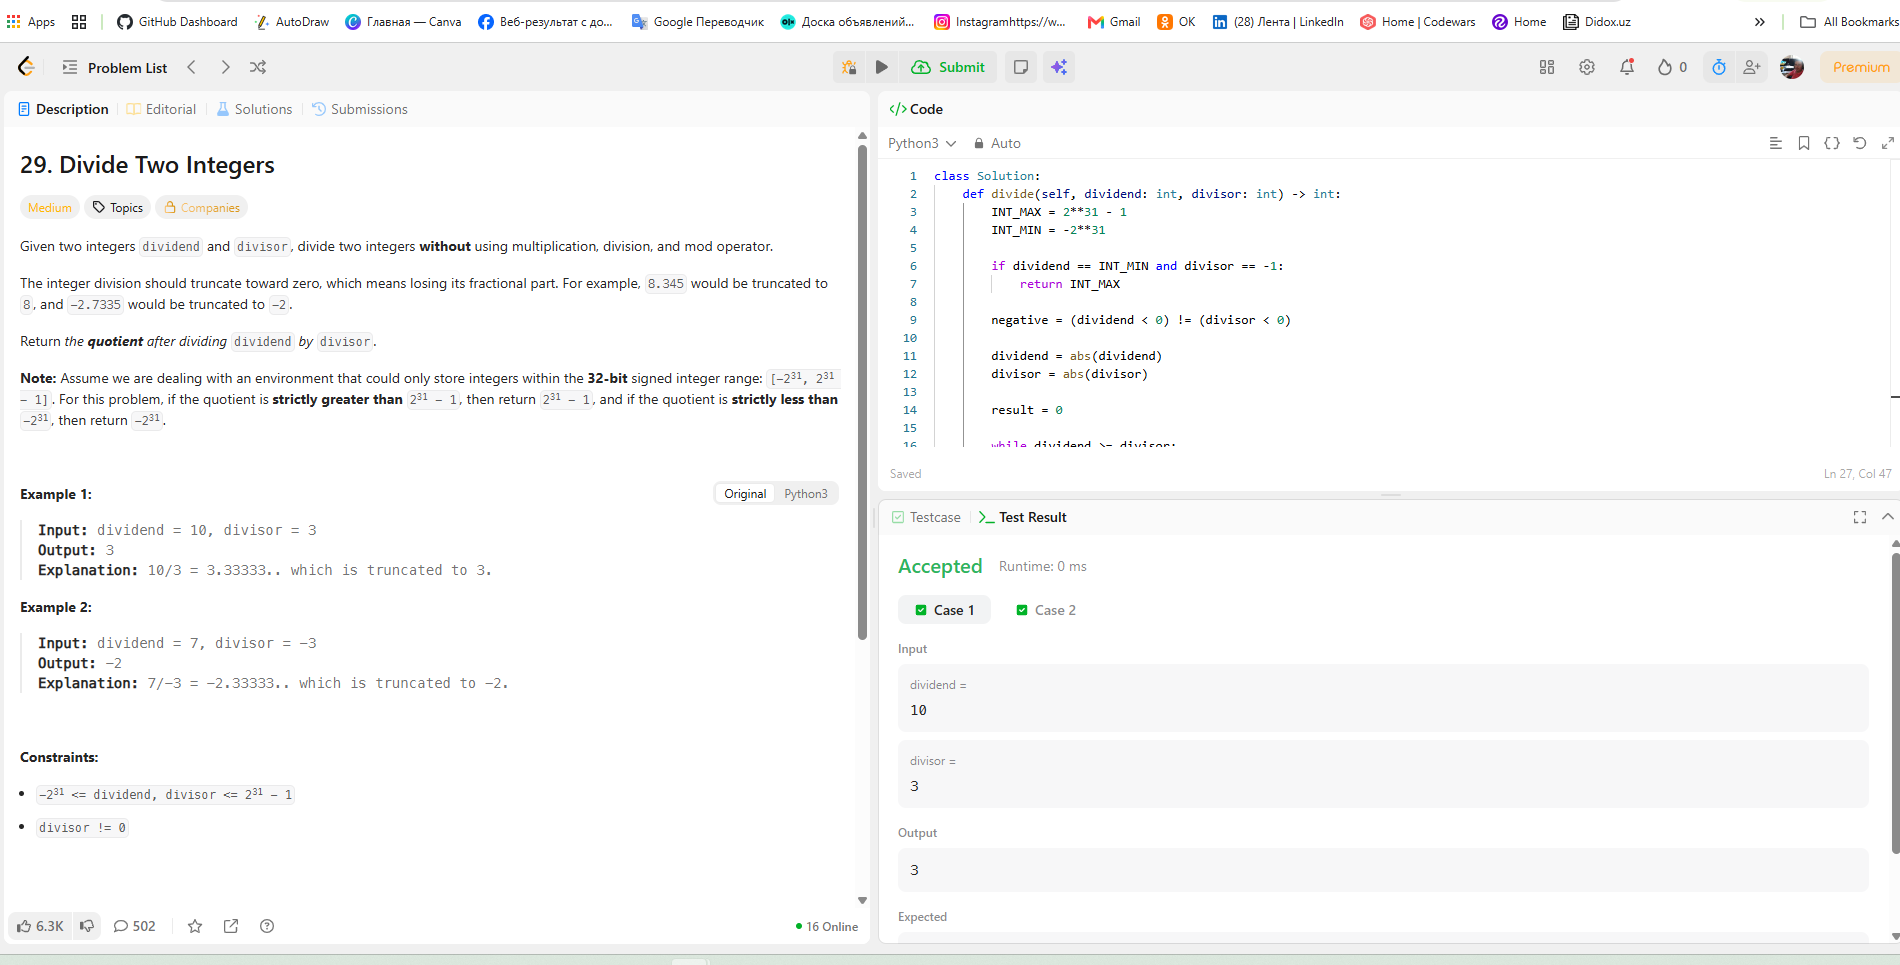 Apps GitHub Dashboard AutoDraw Главная — Canva Веб-результат с до... Google Переводчик Доска объявлений... Instagramhttps://w... Gmail OK (28) Лента | LinkedIn Home | Codewars Home Didox.uz » All Bookmarks
Problem List Submit 0 Premium
Description Editorial Solutions Submissions
29. Divide Two Integers
Medium Topics Companies
Given two integers dividend and divisor, divide two integers without using multiplication, division, and mod operator.
The integer division should truncate toward zero, which means losing its fractional part. For example, 8.345 would be truncated to
8, and -2.7335 would be truncated to -2.
Return the quotient after dividing dividend by divisor.
Note: Assume we are dealing with an environment that could only store integers within the 32-bit signed integer range: [−2³¹, 2³¹
− 1]. For this problem, if the quotient is strictly greater than 2³¹ − 1, then return 2³¹ − 1, and if the quotient is strictly less than
−2³¹, then return −2³¹.
Example 1:
Original Python3
Input: dividend = 10, divisor = 3
Output: 3
Explanation: 10/3 = 3.33333.. which is truncated to 3.
Example 2:
Input: dividend = 7, divisor = -3
Output: -2
Explanation: 7/-3 = -2.33333.. which is truncated to -2.
Constraints:
• −2³¹ <= dividend, divisor <= 2³¹ − 1
• divisor != 0
6.3K 502 16 Online
</> Code
Python3 Auto
1 class Solution:
2 def divide(self, dividend: int, divisor: int) -> int:
3 INT_MAX = 2**31 - 1
4 INT_MIN = -2**31
5
6 if dividend == INT_MIN and divisor == -1:
7 return INT_MAX
8
9 negative = (dividend < 0) != (divisor < 0)
10
11 dividend = abs(dividend)
12 divisor = abs(divisor)
13
14 result = 0
15
16 while dividend >= divisor:
Saved Ln 27, Col 47
Testcase >_ Test Result
Accepted Runtime: 0 ms
Case 1 Case 2
Input
dividend =
10
divisor =
3
Output
3
Expected